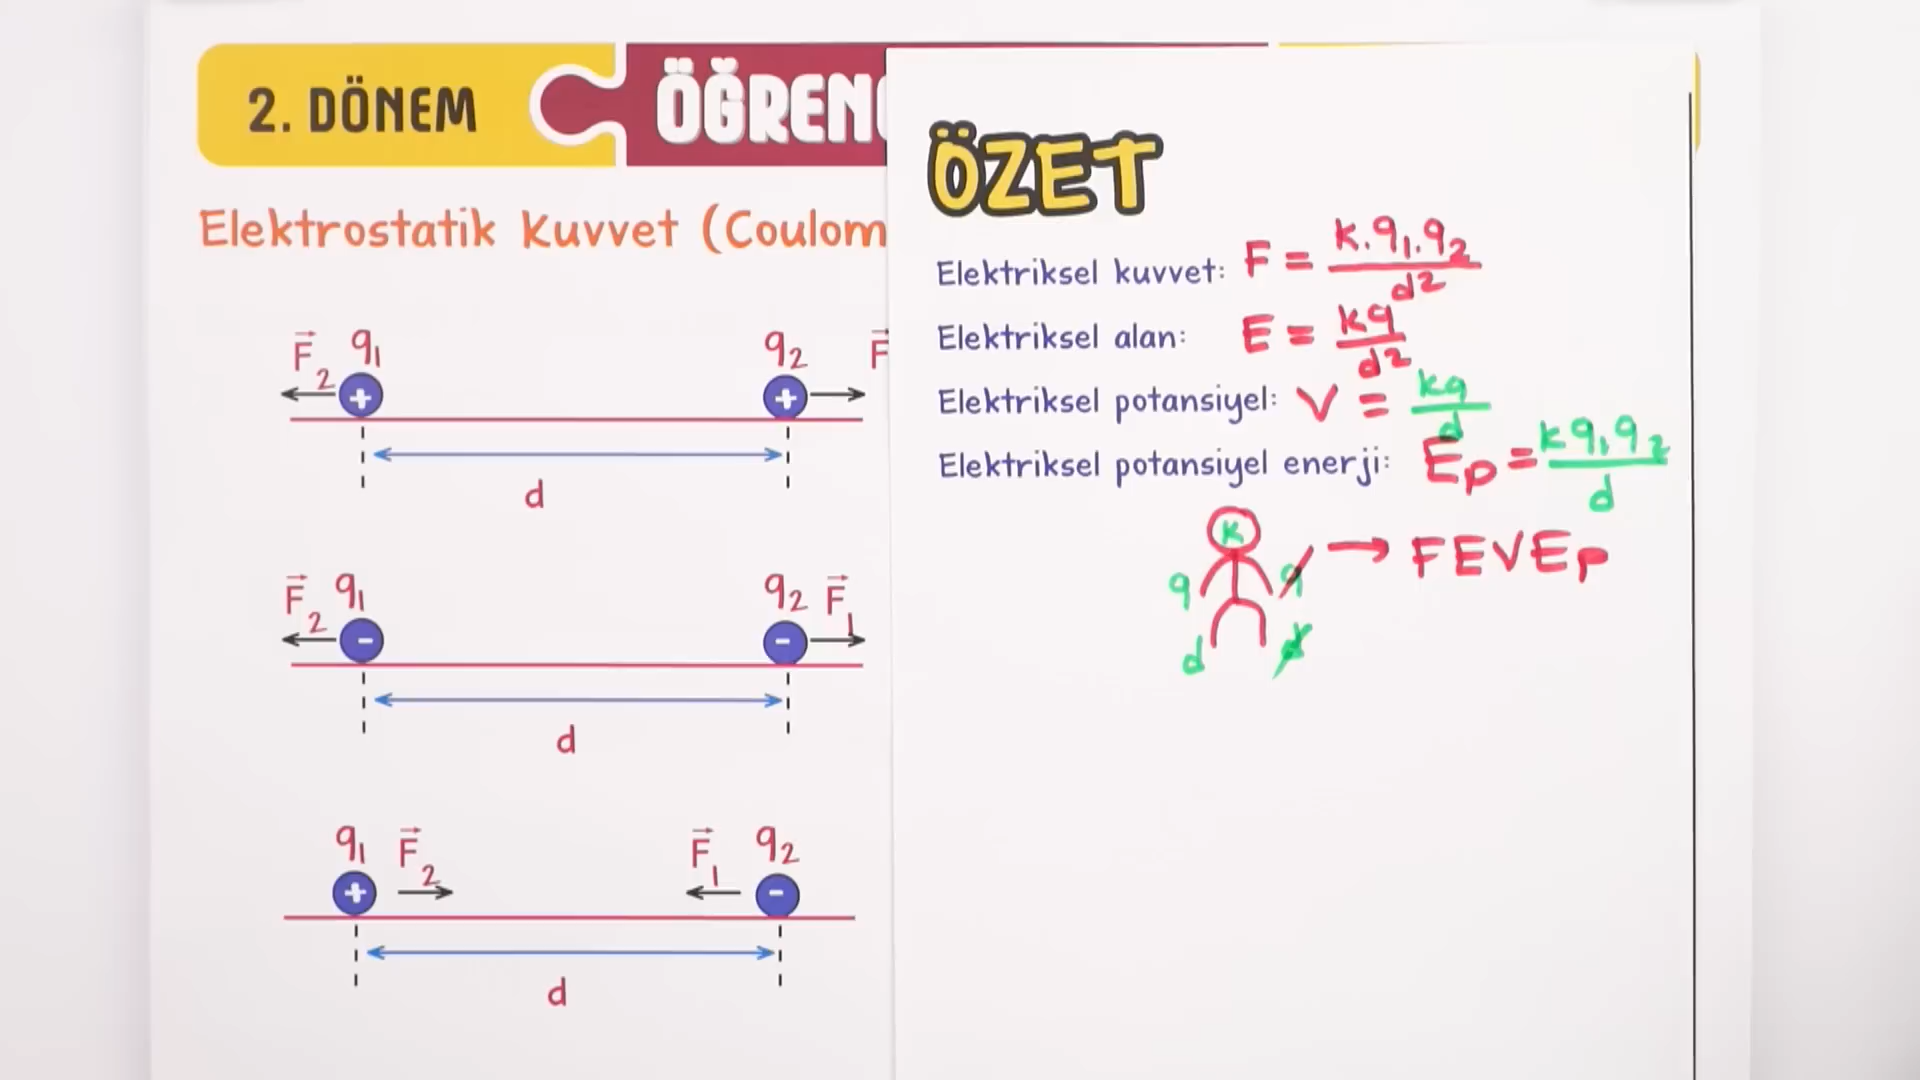 2. DÖNEM
ÖĞREN
Elektrostatik Kuvvet (Coulom
F₂ q₁ q₂ F
+ +
d
F₂ q₁ q₂ F₁
- -
d
q₁ F₂ F₁ q₂
+ -
d
ÖZET
Elektriksel kuvvet: F = k.q₁.q₂ / d²
Elektriksel alan: E = kq / d²
Elektriksel potansiyel: V = kq / d
Elektriksel potansiyel enerji: Ep = kq₁q₂ / d
k
q q → FEVEp
d d